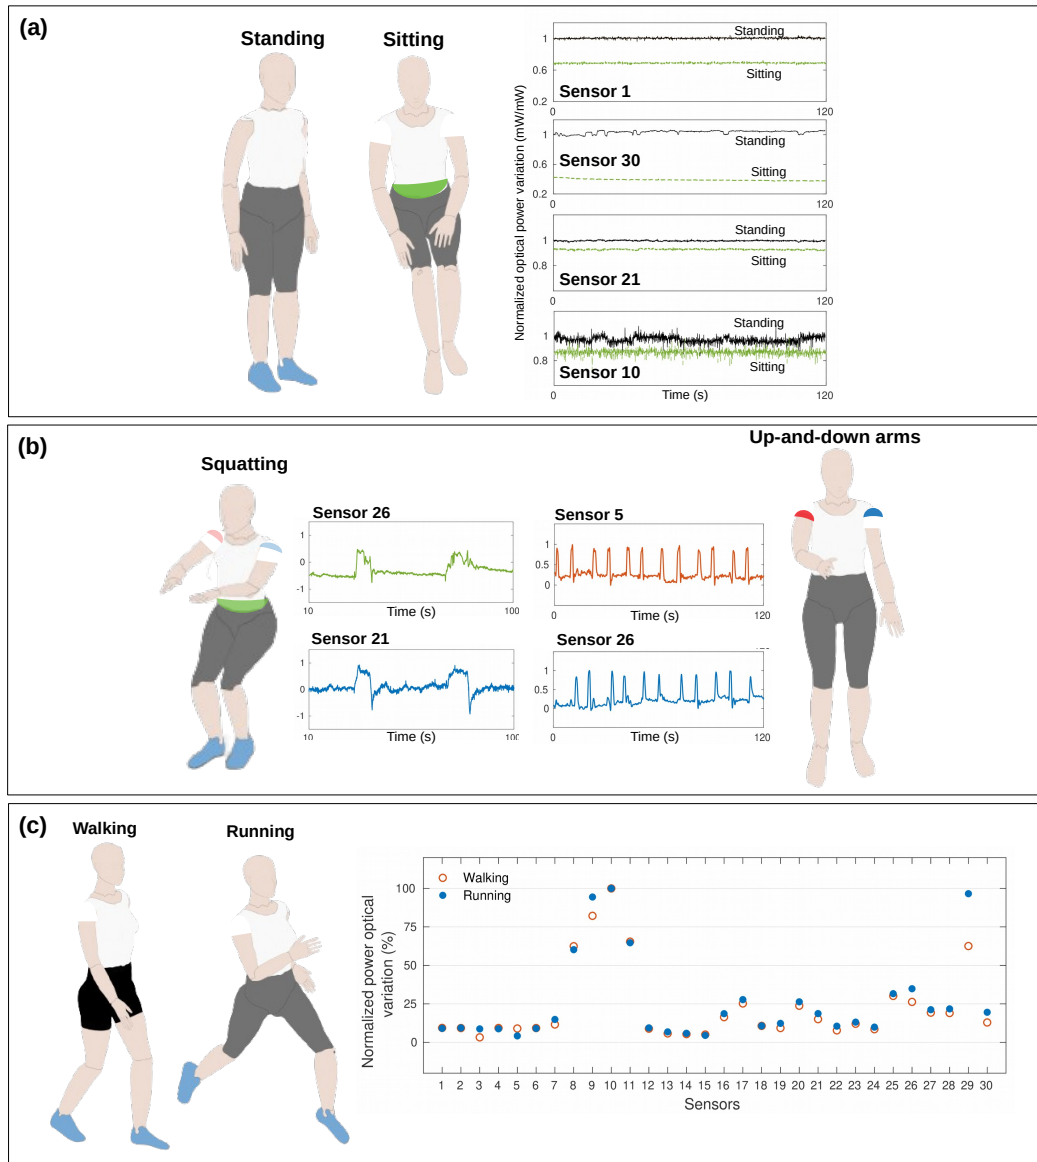 (a)
Standing
Sitting
Normalized optical power variation (mW/mW)
1
0.6
0.2
Standing
Sitting
Sensor 1
0
120
1
0.6
0.2
Standing
Sensor 30
Sitting
0
120
1
0.6
Standing
Sitting
Sensor 21
0
120
1
0.8
Standing
Sitting
Sensor 10
0
Time (s)
120
(b)
Squatting
Up-and-down arms
Sensor 26
1
0
-1
10
Time (s)
100
Sensor 5
1
0.5
0
0
Time (s)
120
Sensor 21
1
0
-1
10
Time (s)
100
Sensor 26
1
0.5
0
0
Time (s)
120
(c)
Walking
Running
Normalized power optical
variation (%)
Walking
Running
100
75
50
25
0
1 2 3 4 5 6 7 8 9 10 11 12 13 14 15 16 17 18 19 20 21 22 23 24 25 26 27 28 29 30
Sensors